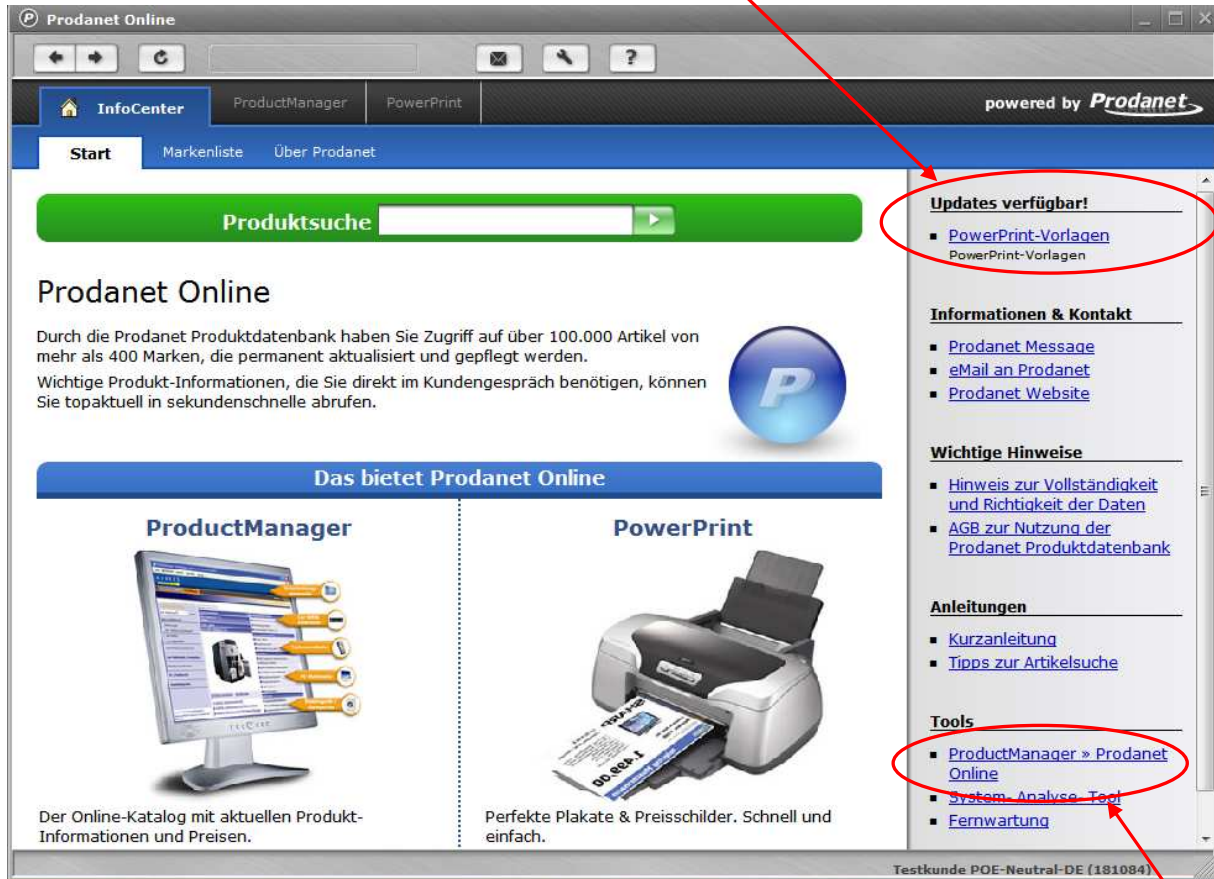 Prodanet Online
InfoCenter
ProductManager
PowerPrint
powered by Prodanet
Start
Markenliste
Über Prodanet
Produktsuche
Prodanet Online
Durch die Prodanet Produktdatenbank haben Sie Zugriff auf über 100.000 Artikel von
mehr als 400 Marken, die permanent aktualisiert und gepflegt werden.
Wichtige Produkt-Informationen, die Sie direkt im Kundengespräch benötigen, können
Sie topaktuell in sekundenschnelle abrufen.
Das bietet Prodanet Online
ProductManager
Der Online-Katalog mit aktuellen Produkt-
Informationen und Preisen.
PowerPrint
SHARP
1.499,00
Perfekte Plakate & Preisschilder. Schnell und
einfach.
Updates verfügbar!
PowerPrint-Vorlagen
PowerPrint-Vorlagen
Informationen & Kontakt
Prodanet Message
eMail an Prodanet
Prodanet Website
Wichtige Hinweise
Hinweis zur Vollständigkeit
und Richtigkeit der Daten
AGB zur Nutzung der
Prodanet Produktdatenbank
Anleitungen
Kurzanleitung
Tipps zur Artikelsuche
Tools
ProductManager » Prodanet
Online
System- Analyse- Tool
Fernwartung
Testkunde POE-Neutral-DE (181084)